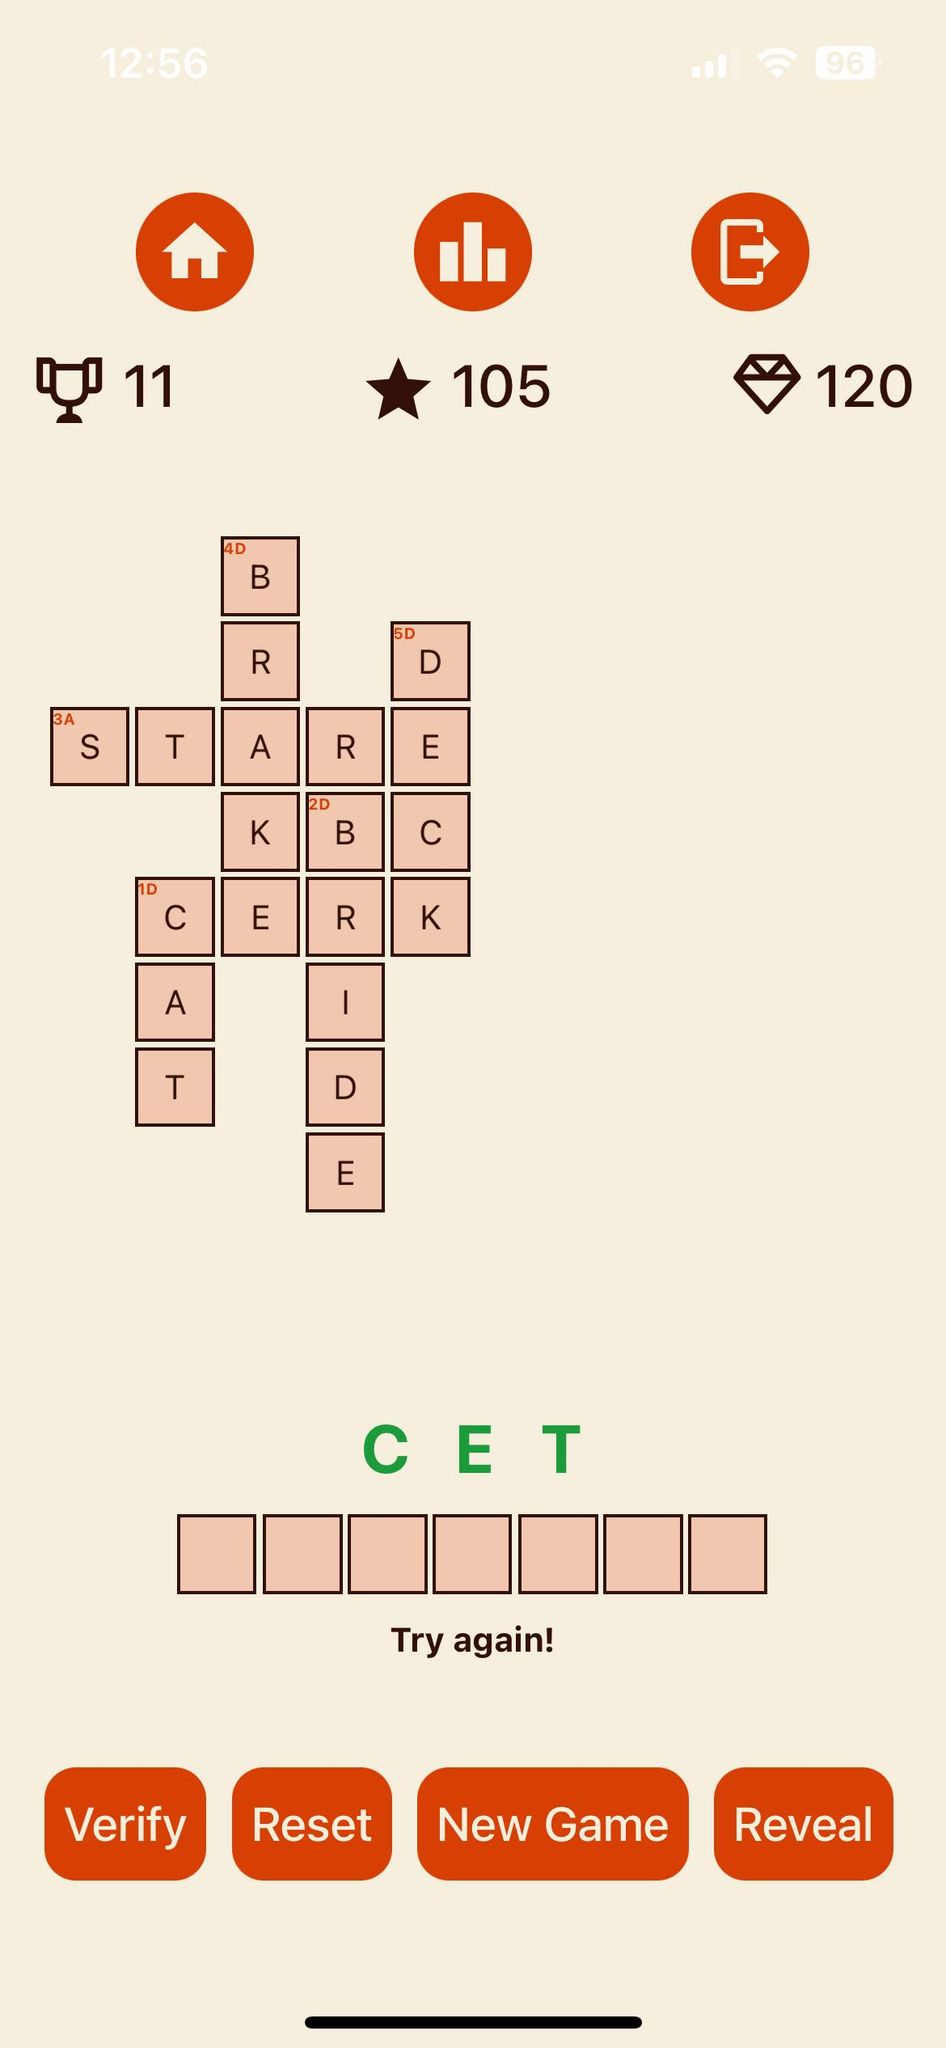 12:56 96
11 105 120
4D B
R 5D D
3A S T A R E
K 2D B C
1D C E R K
A I
T D
E
C E T
Try again!
Verify Reset New Game Reveal